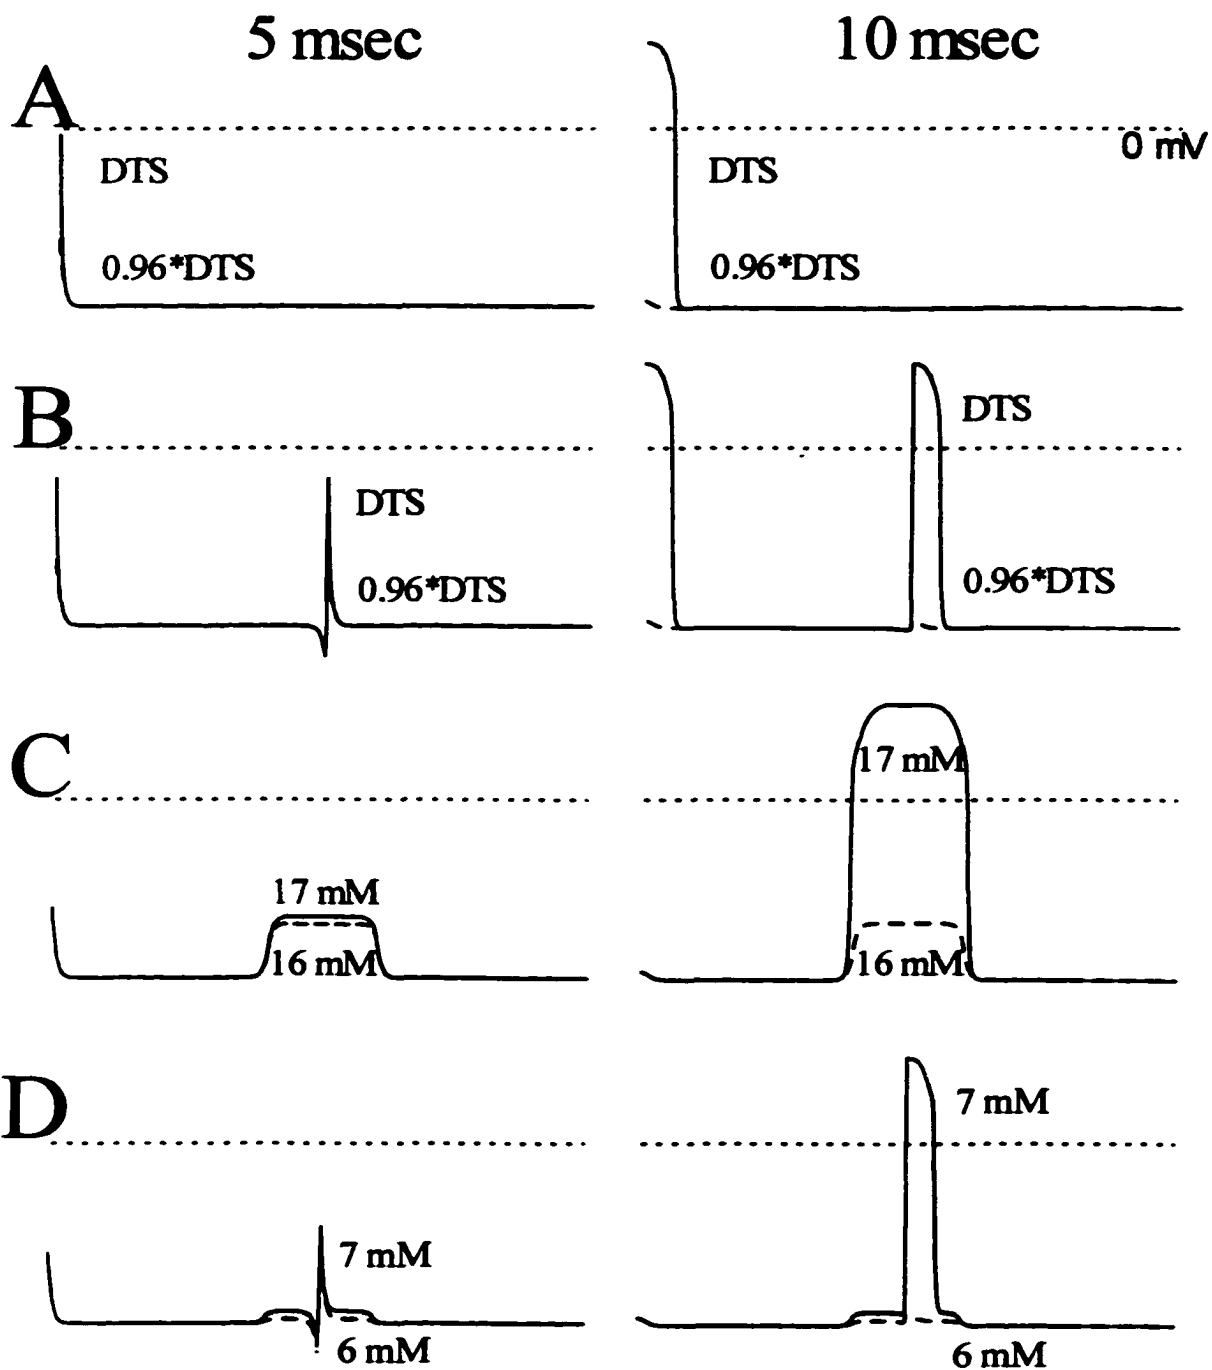 5 msec 10 msec
A
0 mV
DTS DTS
0.96*DTS 0.96*DTS
B
DTS
DTS
0.96*DTS 0.96*DTS
C
17 mM
17 mM
16 mM 16 mM
D
7 mM
7 mM
6 mM 6 mM